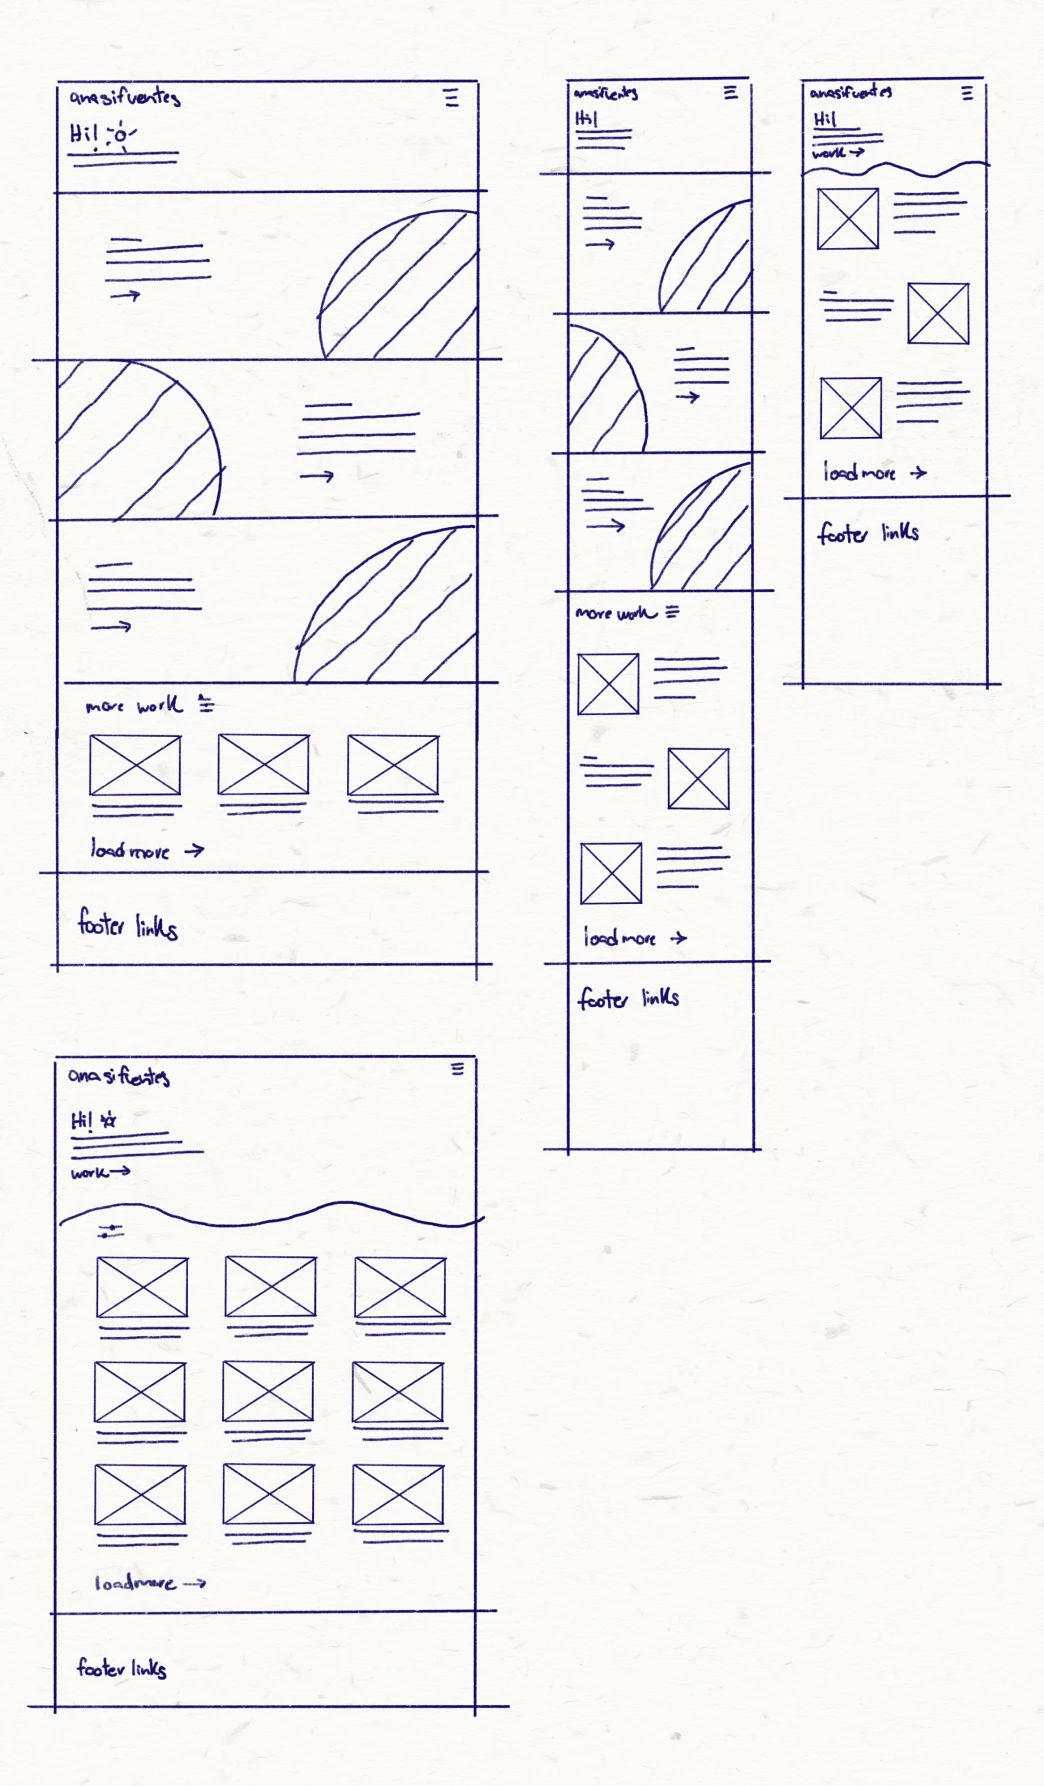 anasifuentes
Hi!
more work
load more →
footer links
anasifuentes
Hi!
more work
load more →
footer links
anasifuentes
Hi!
work →
load more →
footer links
anasifuentes
Hi! ☆
work →
loadmore →
footer links